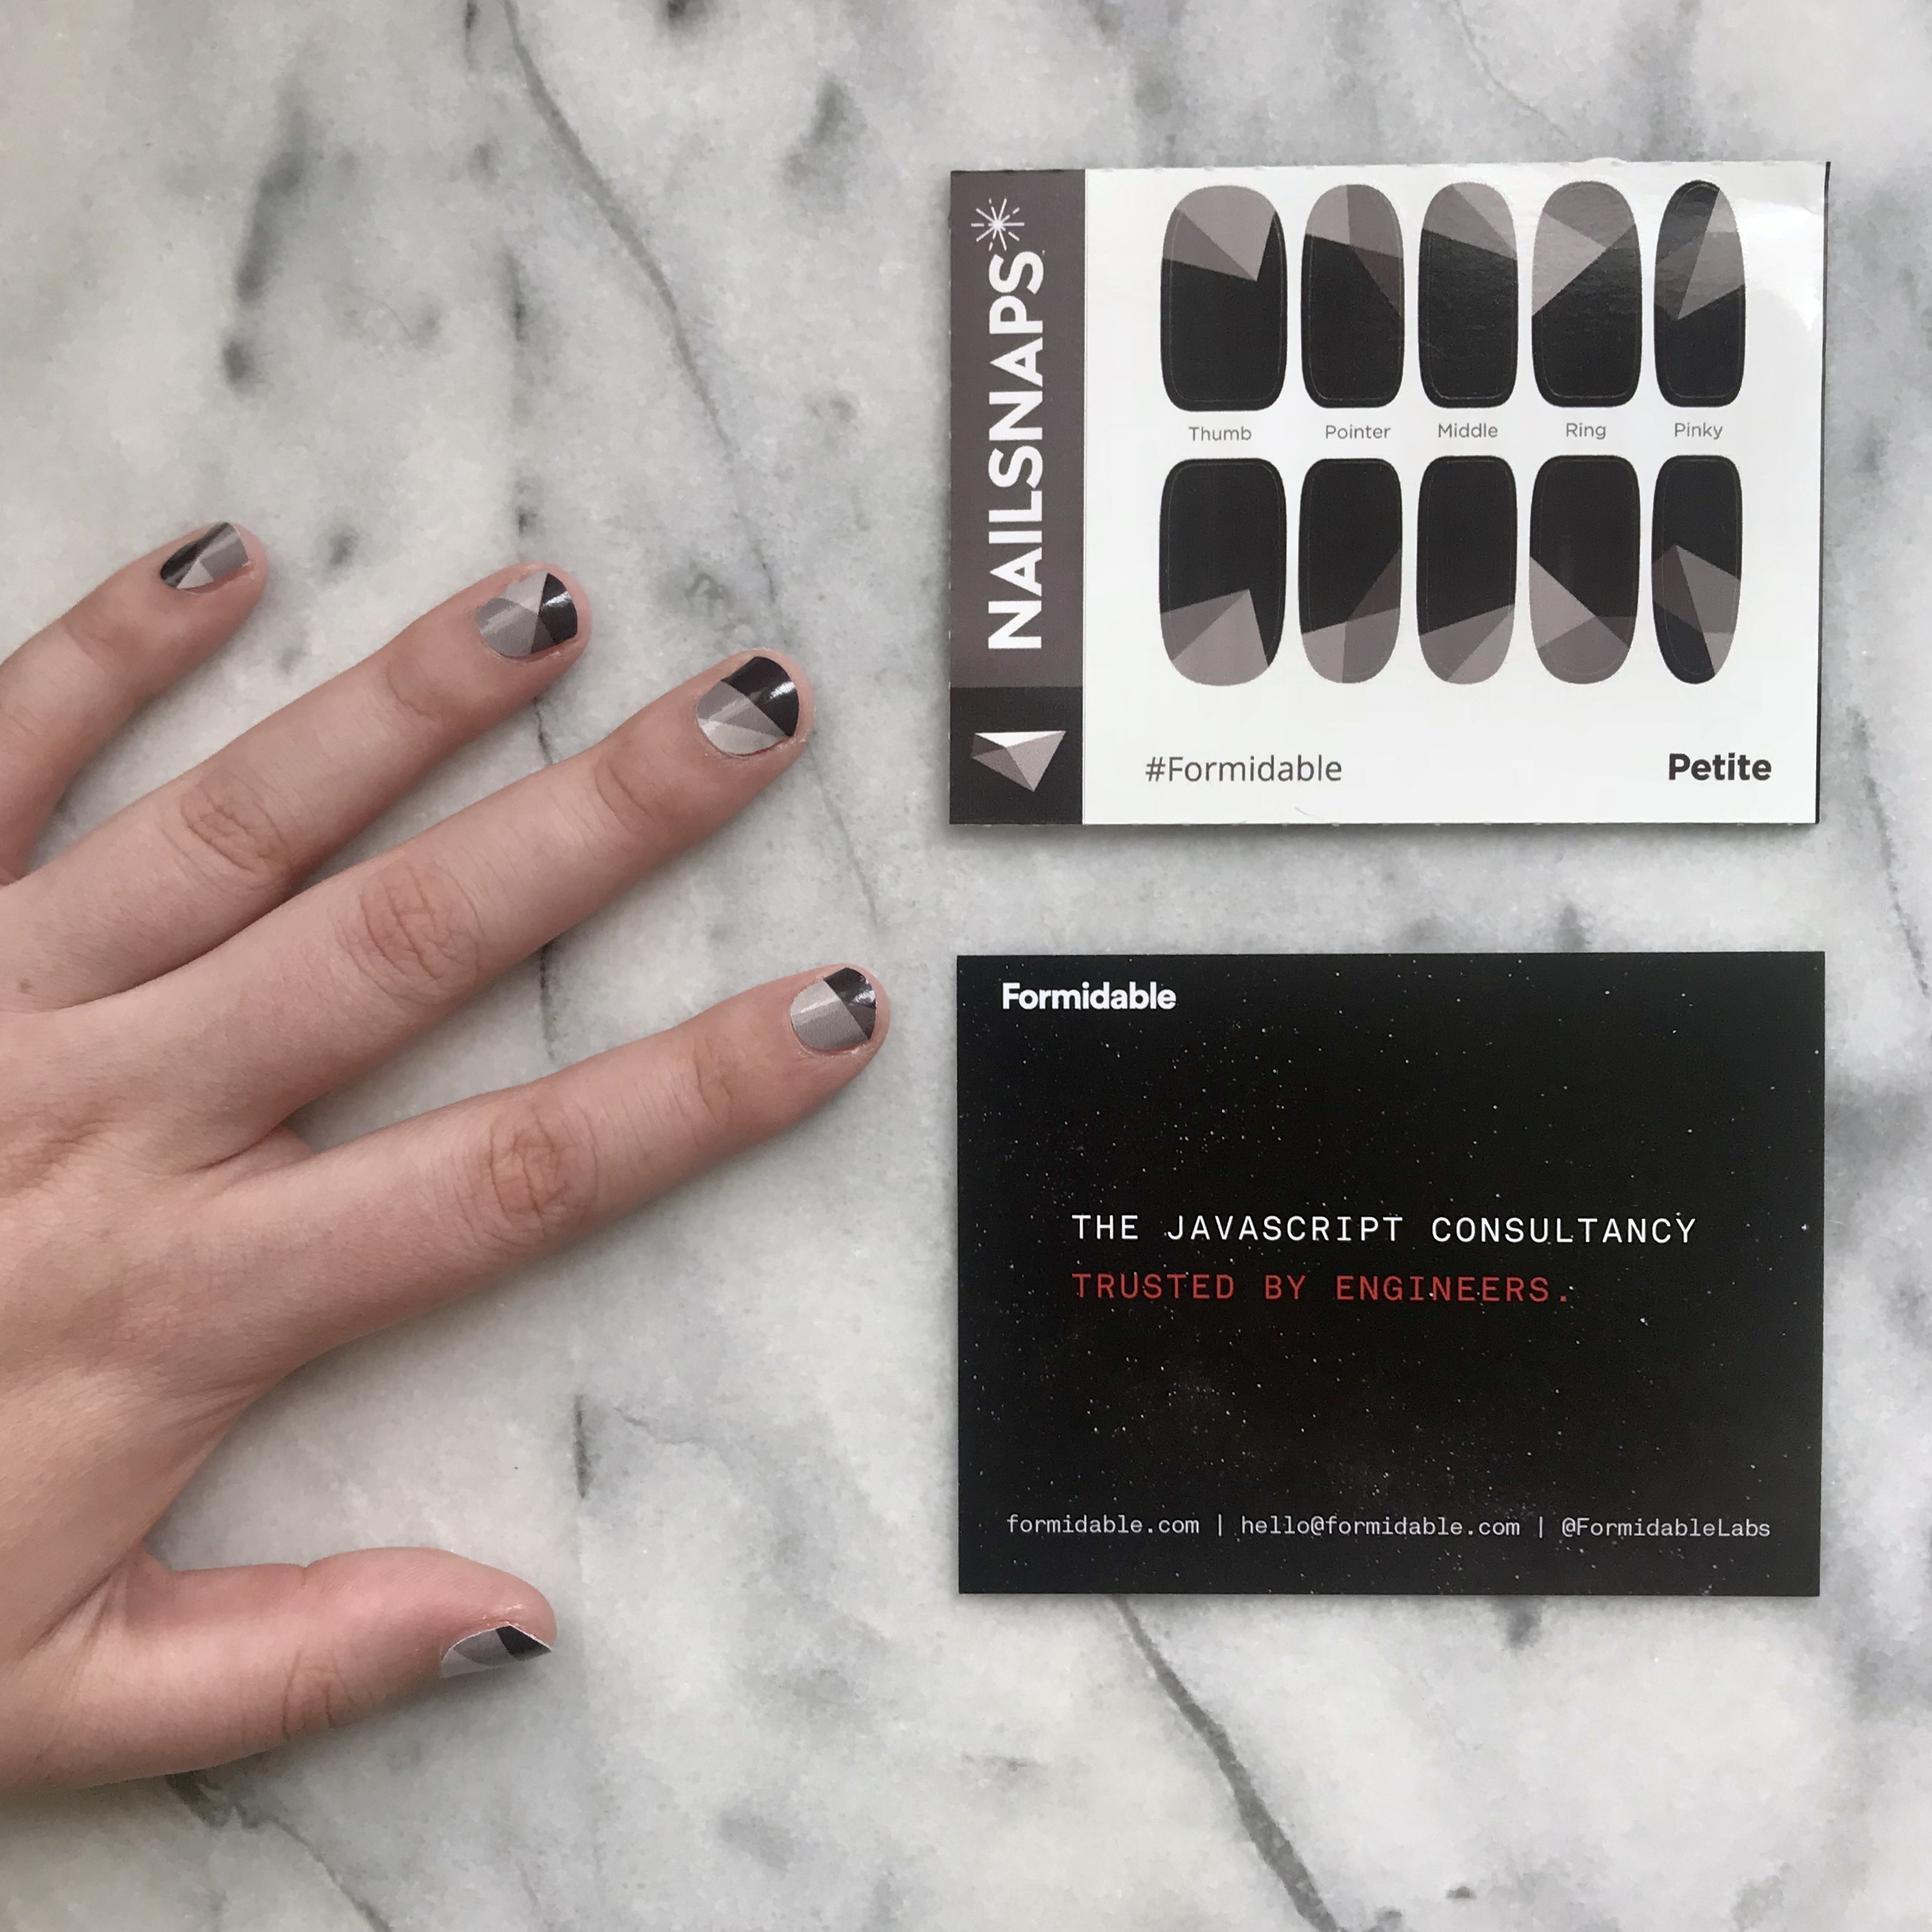 NAILSNAPS
Thumb Pointer Middle Ring Pinky
#Formidable Petite
Formidable
THE JAVASCRIPT CONSULTANCY
TRUSTED BY ENGINEERS.
formidable.com | hello@formidable.com | @FormidableLabs